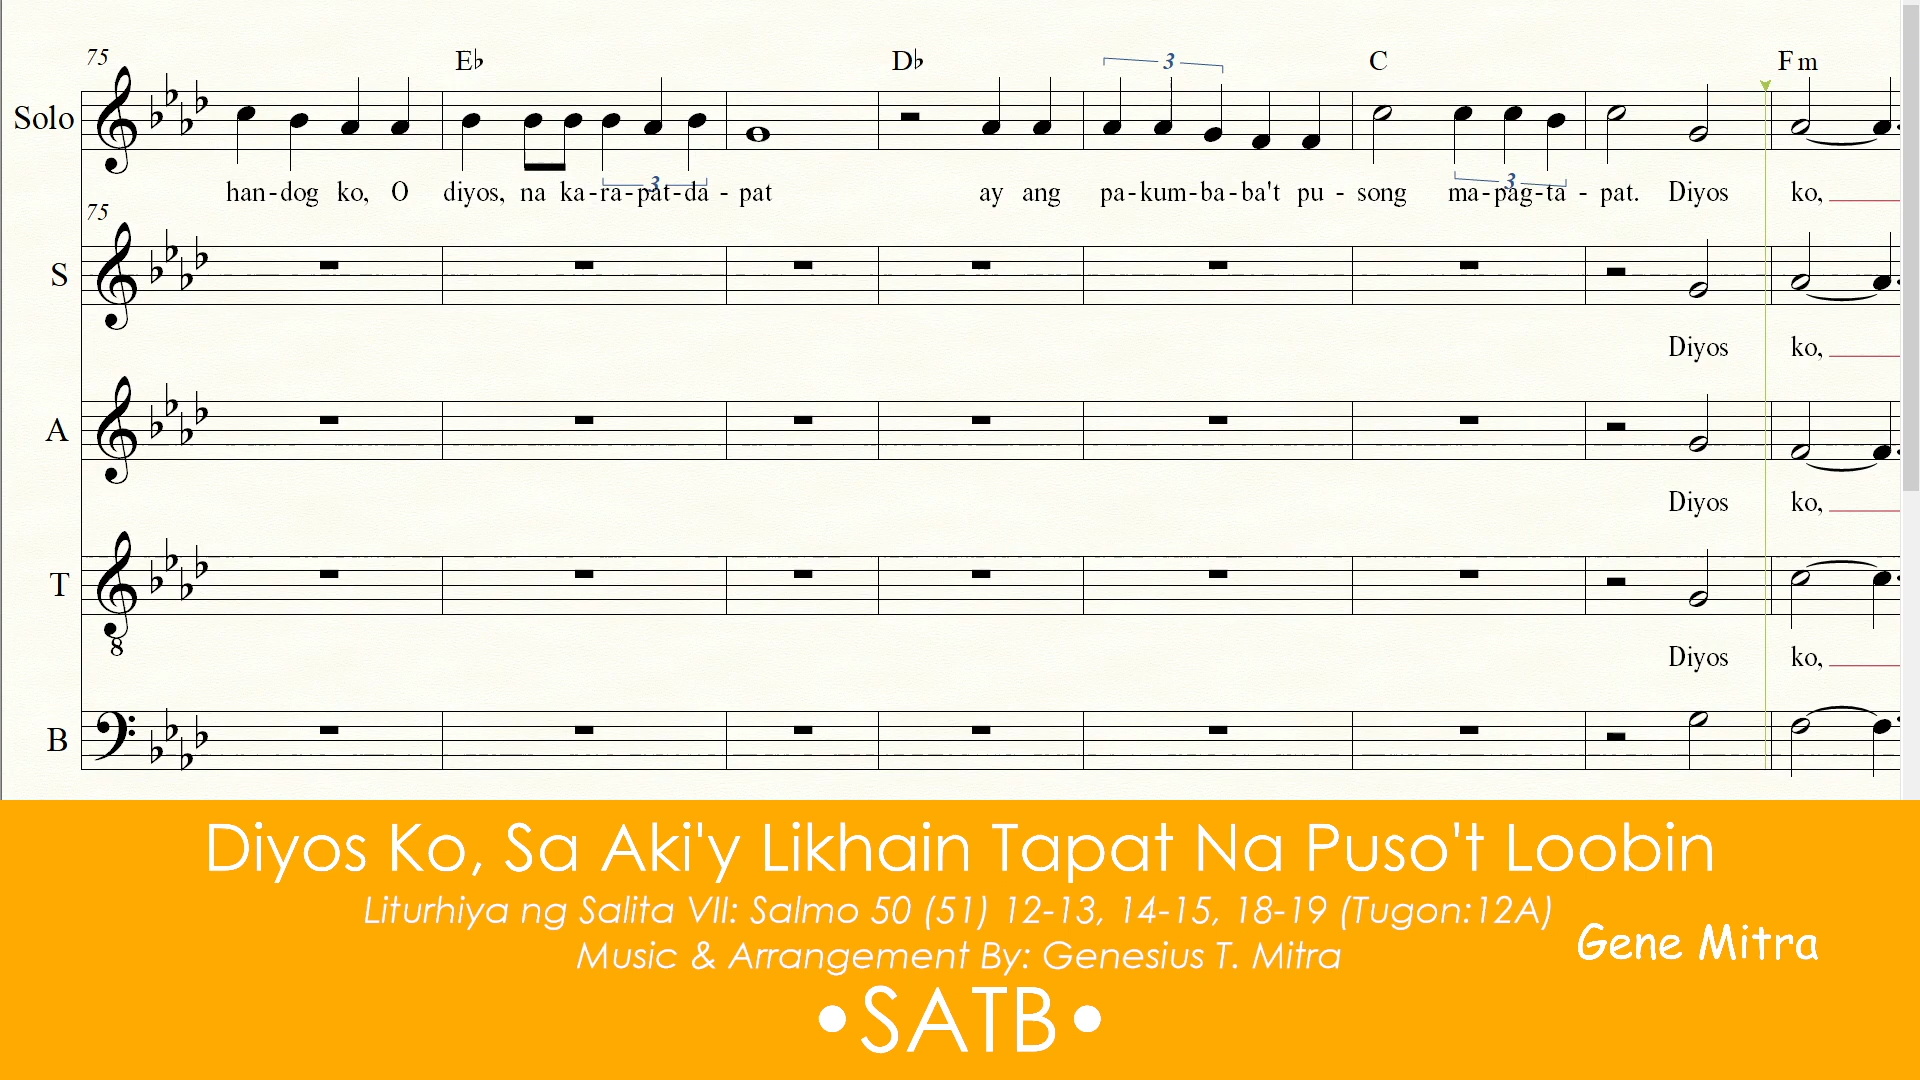 75
E♭ D♭ 3 C Fm
Solo
3 3
han-dog ko, O diyos, na ka-ra-pat-da-pat ay ang pa-kum-ba-ba't pu-song ma-pag-ta-pat. Diyos ko,
75
S
Diyos ko,
A
Diyos ko,
T
8
Diyos ko,
B
Diyos Ko, Sa Aki'y Likhain Tapat Na Puso't Loobin
Liturhiya ng Salita VII: Salmo 50 (51) 12-13, 14-15, 18-19 (Tugon:12A)
Music & Arrangement By: Genesius T. Mitra
Gene Mitra
•SATB•